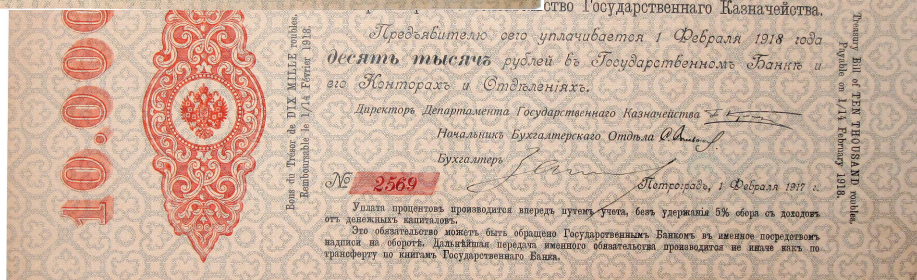 10.000
Bons du Trésor de DIX MILLE roubles.
Remboursable le 1/14 Février 1918.
ство Государственнаго Казначейства.
Предъявителю сего уплачивается 1 Февраля 1918 года
десять тысячъ рублей въ Государственномъ Банкѣ и
его Конторахъ и Отдѣленіяхъ.
Директоръ Департамента Государственнаго Казначейства
Начальникъ Бухгалтерскаго Отдѣла
Бухгалтеръ
№ 2569
Петроградъ, 1 Февраля 1917 г.
Уплата процентовъ производится впередъ путемъ учета, безъ удержанія 5% сбора съ доходовъ
отъ денежныхъ капиталовъ.
Это обязательство можетъ быть обращено Государственнымъ Банкомъ въ именное посредствомъ
надписи на оборотѣ. Дальнѣйшая передача именного обязательства производится не иначе какъ по
трансферту по книгамъ Государственнаго Банка.
Treasury Bill of TEN THOUSAND roubles.
Payable on 1/14 February 1918.